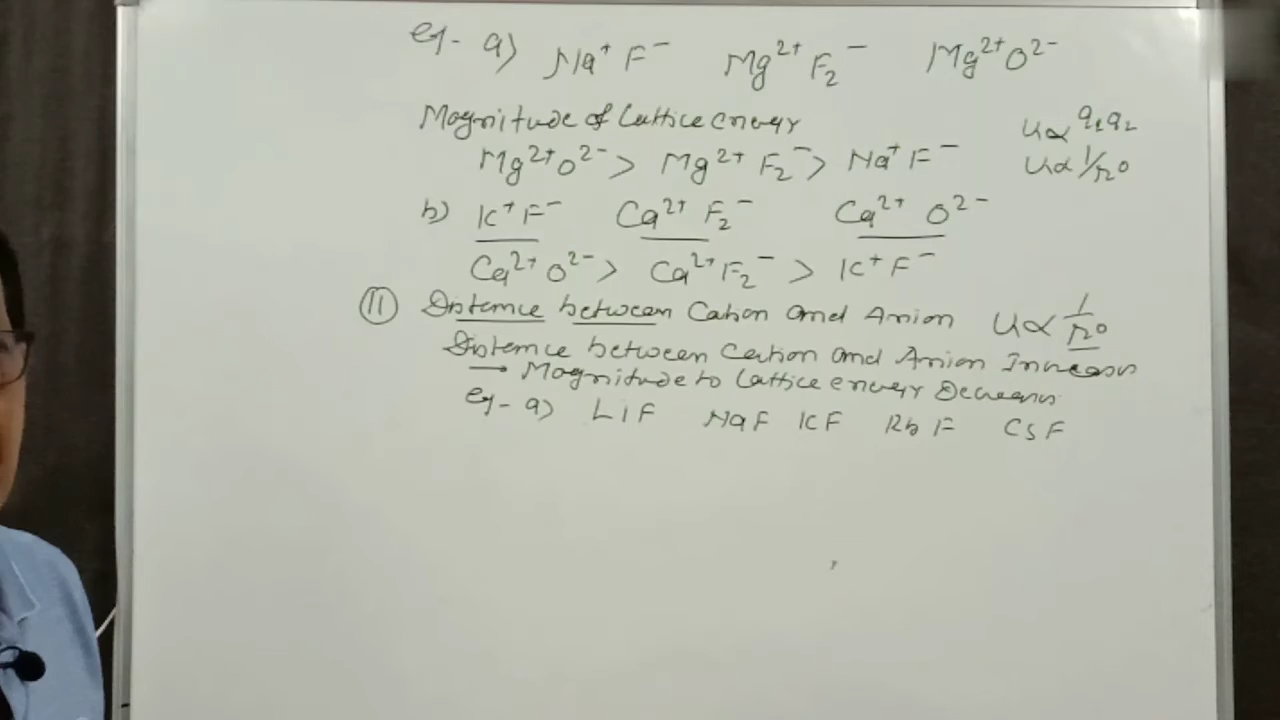 eg- a) Na⁺ F⁻ Mg²⁺ F₂⁻ Mg²⁺O²⁻
Magnitude of Lattice energy
U∝ q₁q₂
Mg²⁺O²⁻ > Mg²⁺ F₂⁻ > Na⁺ F⁻ U∝ 1/r₀
b) K⁺ F⁻ Ca²⁺ F₂⁻ Ca²⁺ O²⁻
Ca²⁺ O²⁻ > Ca²⁺ F₂⁻ > K⁺ F⁻
II Distance between Cation and Anion U∝ 1/r₀
Distance between Cation and Anion Increases
→ Magnitude to Lattice energy Decreases
eg- a) LiF NaF KF RbF CsF